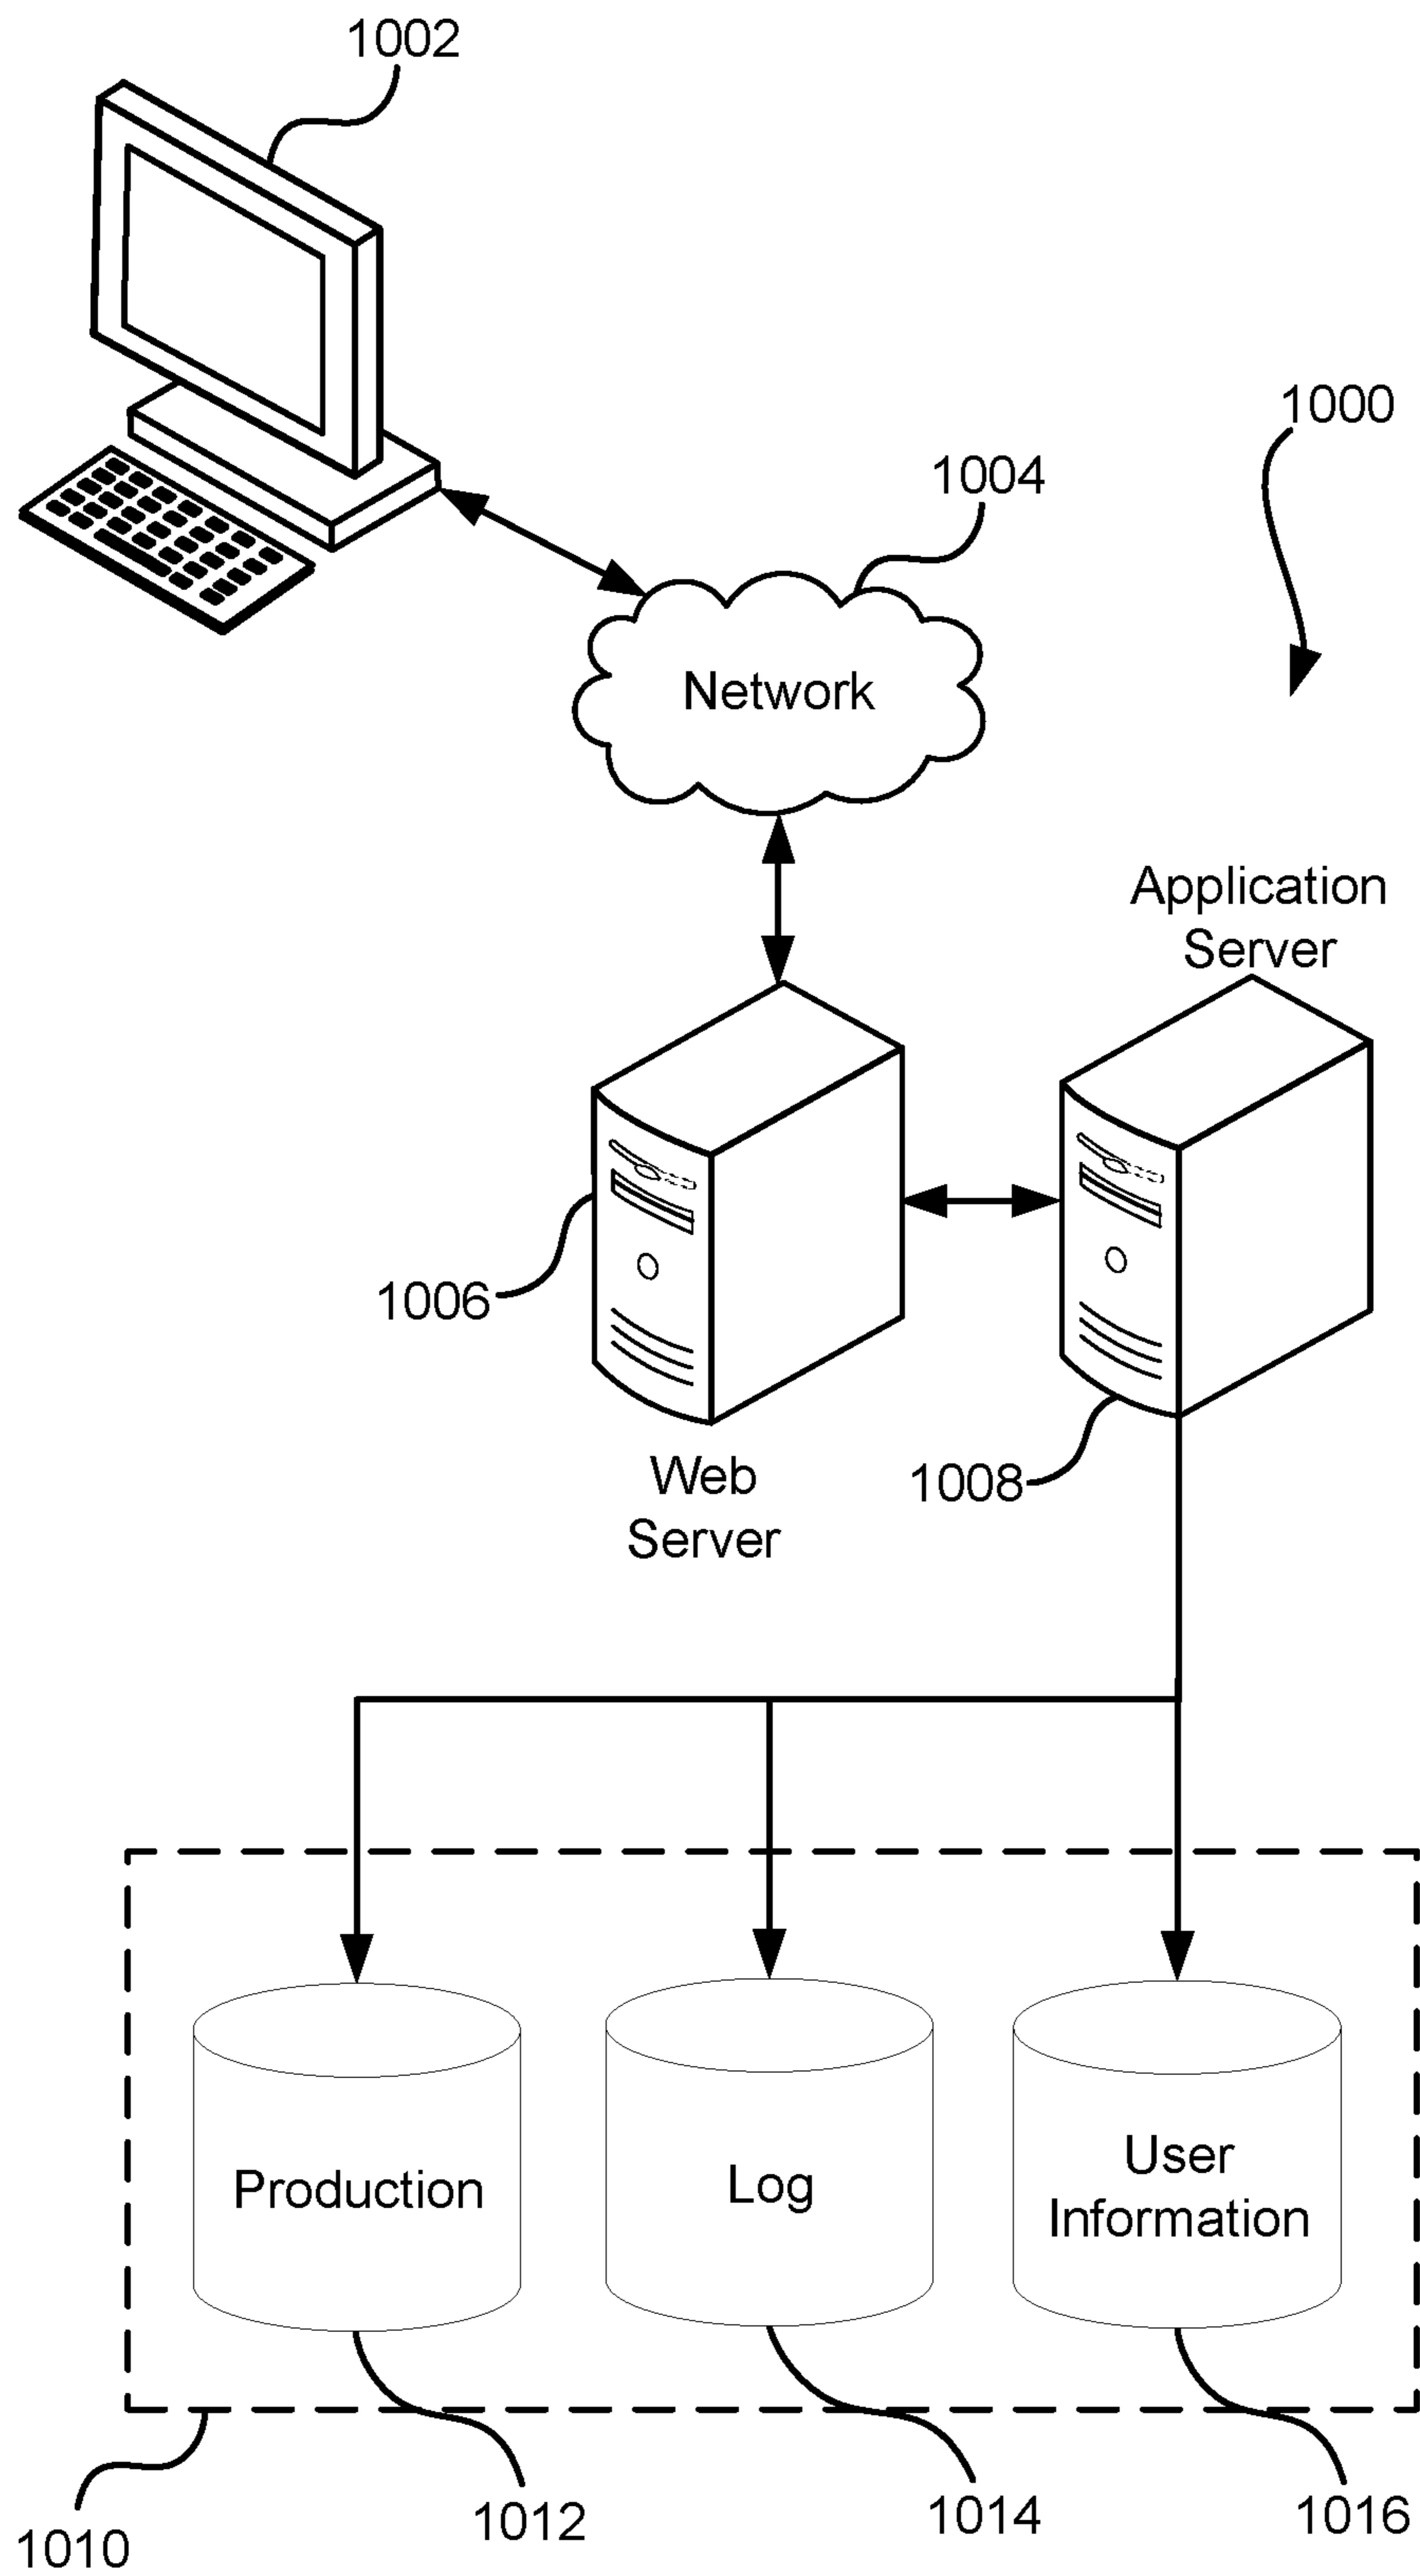 1002
1000
1004
Network
Application
Server
1006
Web
Server
1008
Production
Log
User
Information
1010
1012
1014
1016